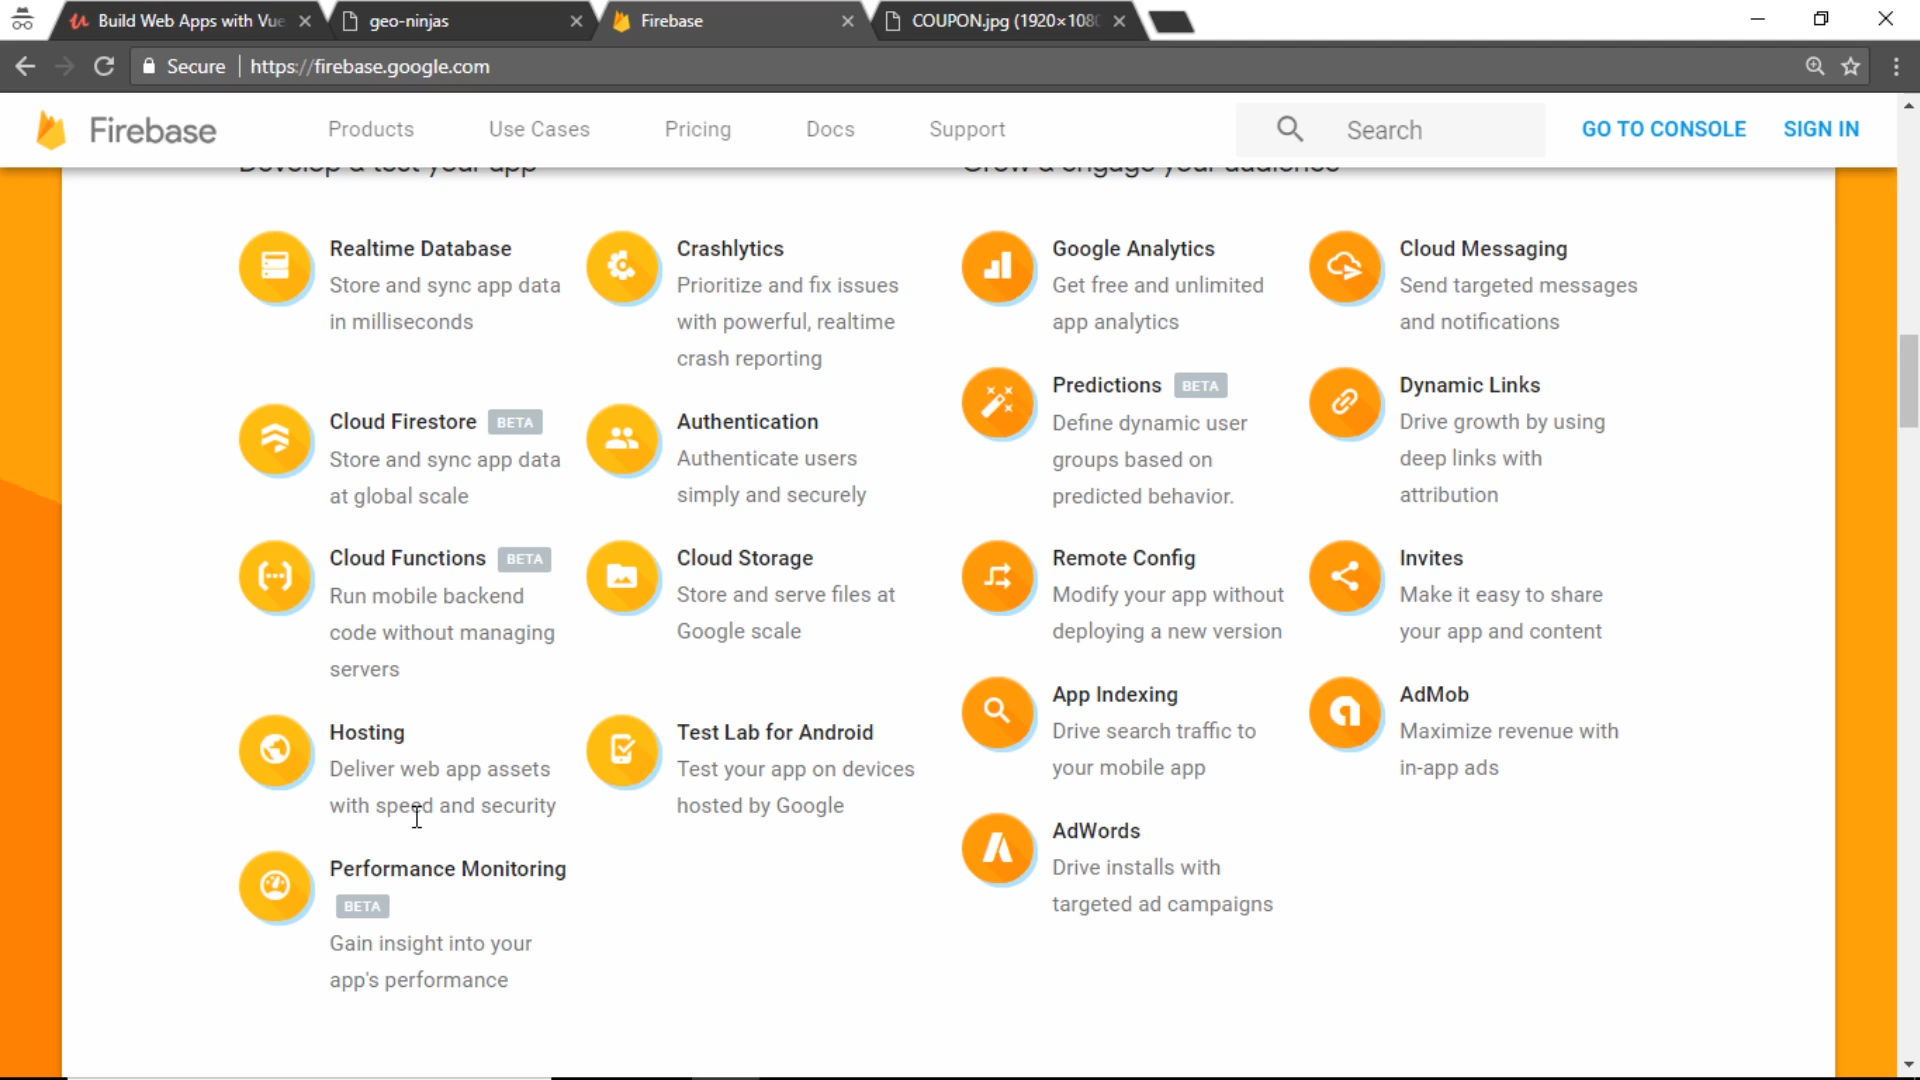 Build Web Apps with Vue
geo-ninjas
Firebase
COUPON.jpg (1920×1080
Secure
https://firebase.google.com
Firebase
Products
Use Cases
Pricing
Docs
Support
Search
GO TO CONSOLE
SIGN IN
Develop & test your app
Grow & engage your audience
Realtime Database
Store and sync app data
in milliseconds
Crashlytics
Prioritize and fix issues
with powerful, realtime
crash reporting
Google Analytics
Get free and unlimited
app analytics
Cloud Messaging
Send targeted messages
and notifications
Cloud Firestore BETA
Store and sync app data
at global scale
Authentication
Authenticate users
simply and securely
Predictions BETA
Define dynamic user
groups based on
predicted behavior.
Dynamic Links
Drive growth by using
deep links with
attribution
Cloud Functions BETA
Run mobile backend
code without managing
servers
Cloud Storage
Store and serve files at
Google scale
Remote Config
Modify your app without
deploying a new version
Invites
Make it easy to share
your app and content
Hosting
Deliver web app assets
with speed and security
Test Lab for Android
Test your app on devices
hosted by Google
App Indexing
Drive search traffic to
your mobile app
AdMob
Maximize revenue with
in-app ads
Performance Monitoring
BETA
Gain insight into your
app's performance
AdWords
Drive installs with
targeted ad campaigns